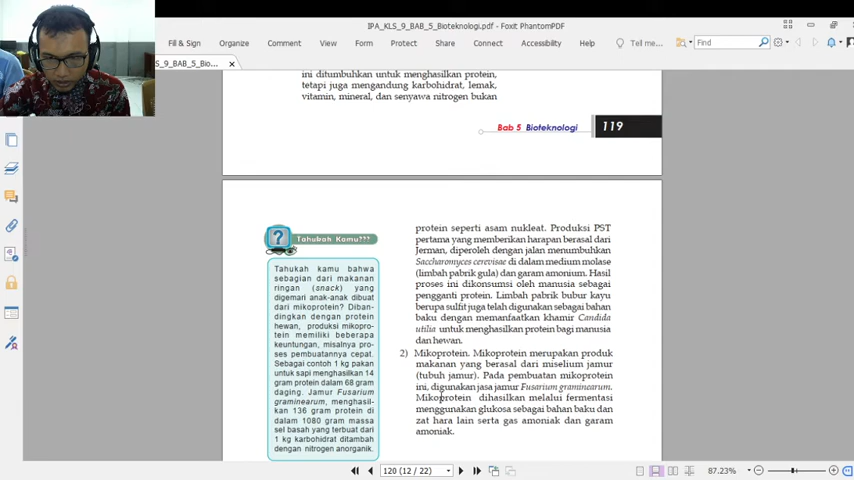 IPA_KLS_9_BAB_5_Bioteknologi.pdf - Foxit PhantomPDF
Fill & Sign Organize Comment View Form Protect Share Connect Accessibility Help Tell me... Find
S_9_BAB_5_Bio...
ini ditumbuhkan untuk menghasilkan protein,
tetapi juga mengandung karbohidrat, lemak,
vitamin, mineral, dan senyawa nitrogen bukan
Bab 5 Bioteknologi 119
Tahukah Kamu???
Tahukah kamu bahwa
sebagian dari makanan
ringan (snack) yang
digemari anak-anak dibuat
dari mikoprotein? Diban-
dingkan dengan protein
hewan, produksi mikopro-
tein memiliki beberapa
keuntungan, misalnya pro-
ses pembuatannya cepat.
Sebagai contoh 1 kg pakan
untuk sapi menghasilkan 14
gram protein dalam 68 gram
daging. Jamur Fusarium
graminearum, menghasil-
kan 136 gram protein di
dalam 1080 gram massa
sel basah yang terbuat dari
1 kg karbohidrat ditambah
dengan nitrogen anorganik.
protein seperti asam nukleat. Produksi PST
pertama yang memberikan harapan berasal dari
Jerman, diperoleh dengan jalan menumbuhkan
Saccharomyces cerevisae di dalam medium molase
(limbah pabrik gula) dan garam amonium. Hasil
proses ini dikonsumsi oleh manusia sebagai
pengganti protein. Limbah pabrik bubur kayu
berupa sulfit juga telah digunakan sebagai bahan
baku dengan memanfaatkan khamir Candida
utilia untuk menghasilkan protein bagi manusia
dan hewan.
2) Mikoprotein. Mikoprotein merupakan produk
makanan yang berasal dari miselium jamur
(tubuh jamur). Pada pembuatan mikoprotein
ini, digunakan jasa jamur Fusarium graminearum.
Mikoprotein dihasilkan melalui fermentasi
menggunakan glukosa sebagai bahan baku dan
zat hara lain serta gas amoniak dan garam
amoniak.
120 (12 / 22) 87.23%